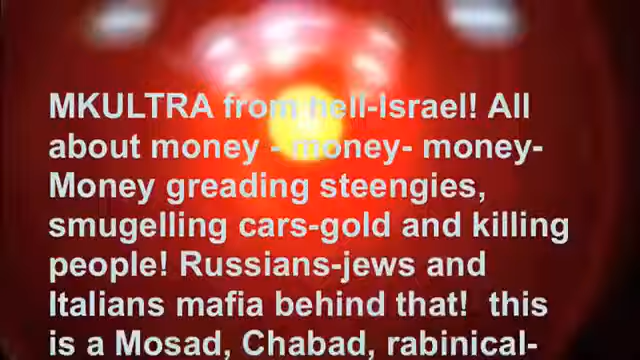 MKULTRA from hell-Israel! All
about money - money- money-
Money greading steengies,
smugelling cars-gold and killing
people! Russians-jews and
Italians mafia behind that!  this
is a Mosad, Chabad, rabinical-